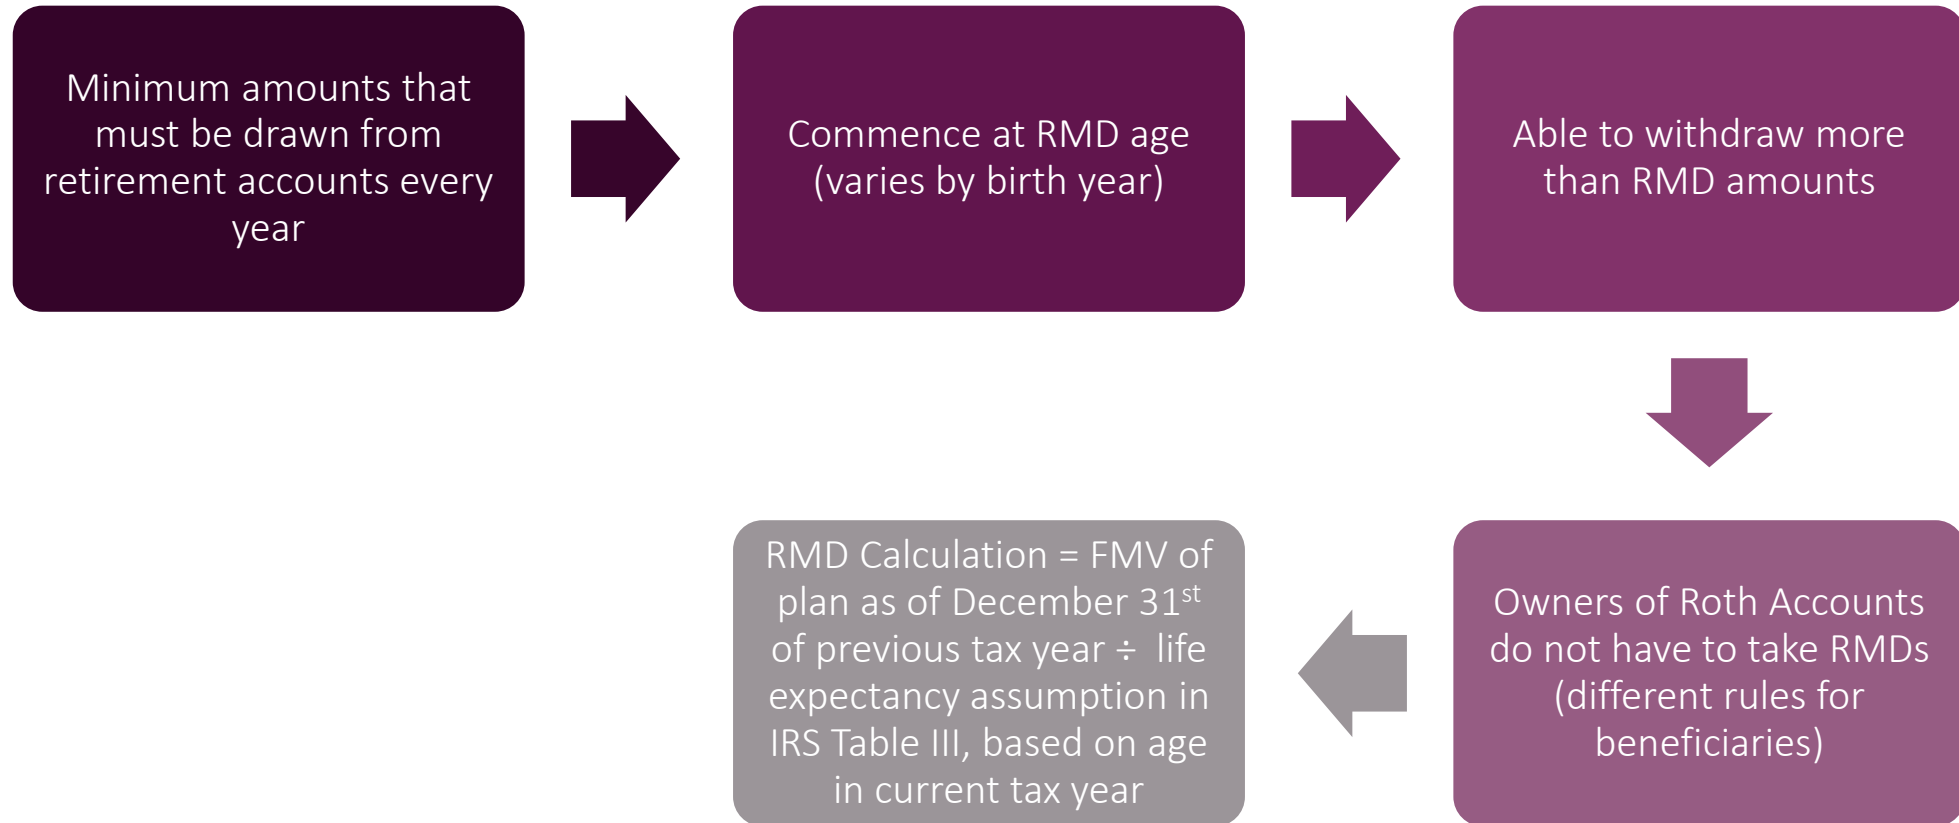 Minimum amounts that
must be drawn from
retirement accounts every
year
Commence at RMD age
(varies by birth year)
Able to withdraw more
than RMD amounts
Owners of Roth Accounts
do not have to take RMDs
(different rules for
beneficiaries)
RMD Calculation = FMV of
plan as of December 31st
of previous tax year ÷ life
expectancy assumption in
IRS Table III, based on age
in current tax year